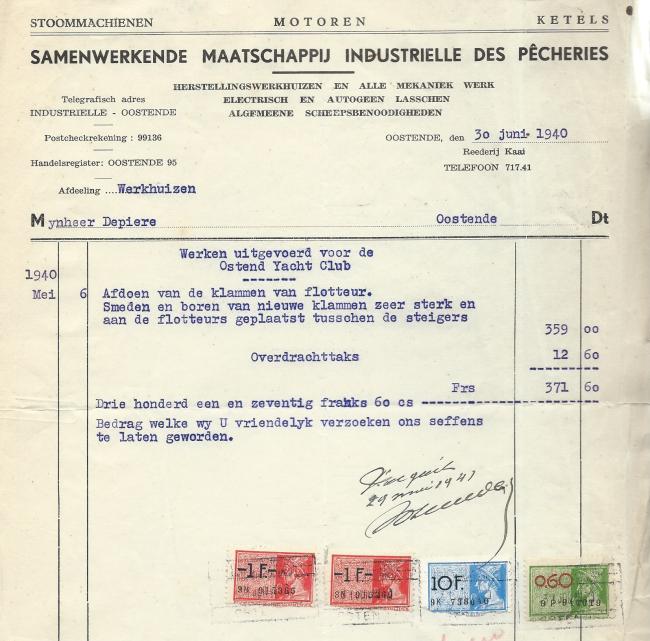 STOOMMACHIENEN MOTOREN KETELS
SAMENWERKENDE MAATSCHAPPIJ INDUSTRIELLE DES PÊCHERIES
HERSTELLINGSWERKHUIZEN EN ALLE MEKANIEK WERK
ELECTRISCH EN AUTOGEEN LASSCHEN
ALGEMEENE SCHEEPSBENOODIGHEDEN
Telegrafisch adres
INDUSTRIELLE - OOSTENDE
Postcheckrekening : 99136
Handelsregister: OOSTENDE 95
Afdeeling ....Werkhuizen
OOSTENDE, den 30 juni 1940
Reederij Kaai
TELEFOON 717.41
Mynheer Depiere Oostende Dt
Werken uitgevoerd voor de
Ostend Yacht Club
1940
Mei 6 Afdoen van de klammen van flotteur.
Smeden en boren van nieuwe klammen zeer sterk en
aan de flotteurs geplaatst tusschen de steigers
359 00
Overdrachttaks 12 60
Frs 371 60
Drie honderd een en zeventig franks 60 cs
Bedrag welke wy U vriendelyk verzoeken ons seffens
te laten geworden.
29 mei 1941
-1 F.- -1 F.- 10 F. 0.60